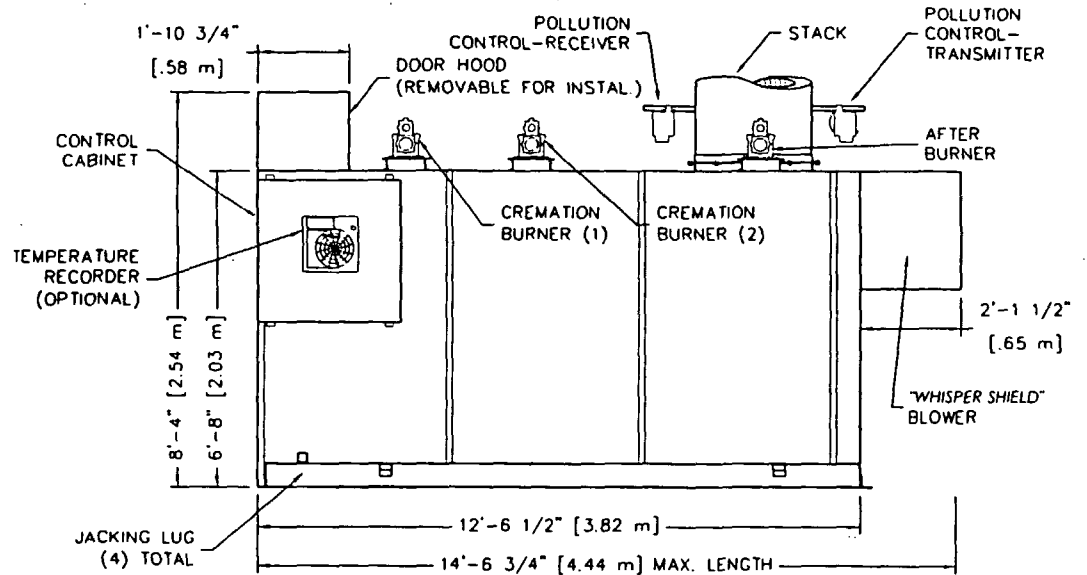 1'-10 3/4"
[.58 m]
POLLUTION
CONTROL-RECEIVER
DOOR HOOD
(REMOVABLE FOR INSTAL.)
STACK
POLLUTION
CONTROL-
TRANSMITTER
CONTROL
CABINET
AFTER
BURNER
CREMATION
BURNER (1)
CREMATION
BURNER (2)
TEMPERATURE
RECORDER
(OPTIONAL)
8'-4" [2.54 m]
6'-8" [2.03 m]
2'-1 1/2"
[.65 m]
"WHISPER SHIELD"
BLOWER
JACKING LUG
(4) TOTAL
12'-6 1/2" [3.82 m]
14'-6 3/4" [4.44 m] MAX. LENGTH